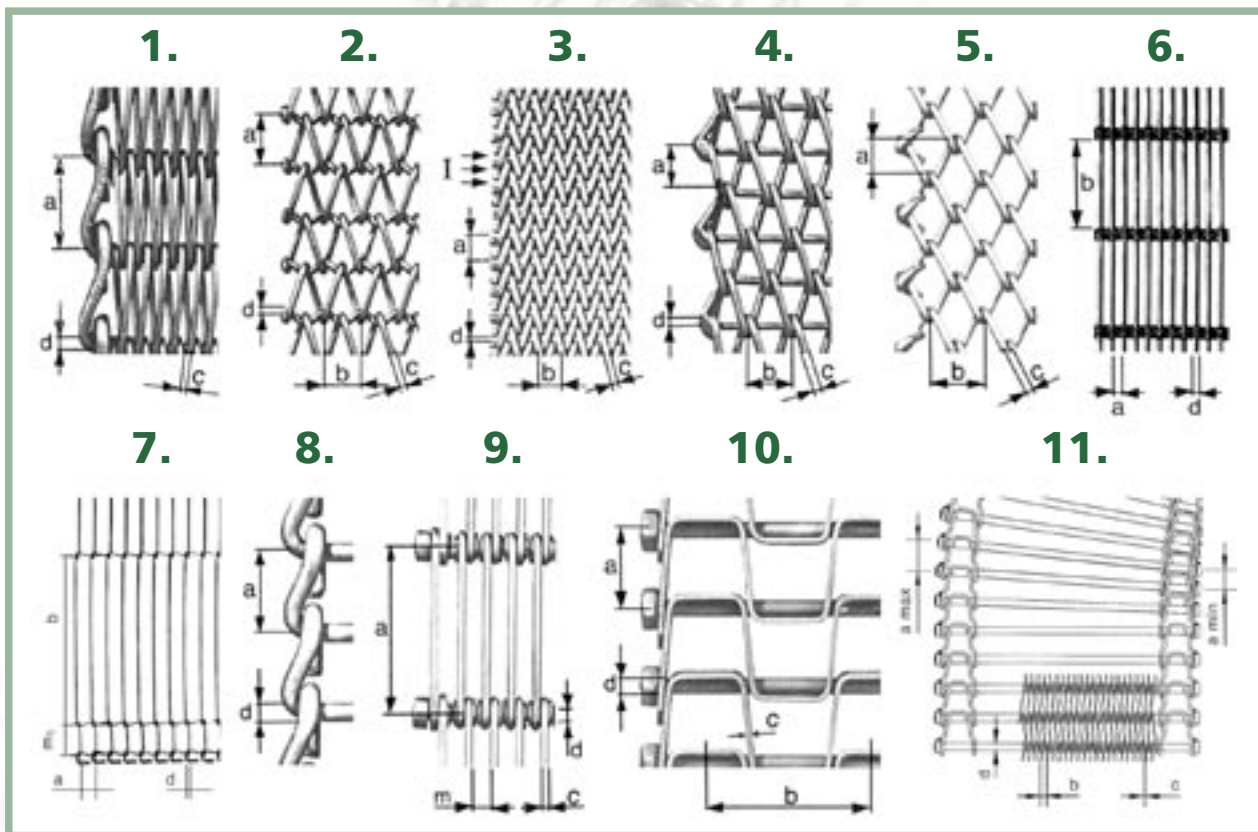 1. 2. 3. 4. 5. 6.
a d c
a d b c
I a d b c
a d b c
a b c
b a d
7. 8. 9. 10. 11.
b a d
a d
a d m c
a d c b
a max a min d b c